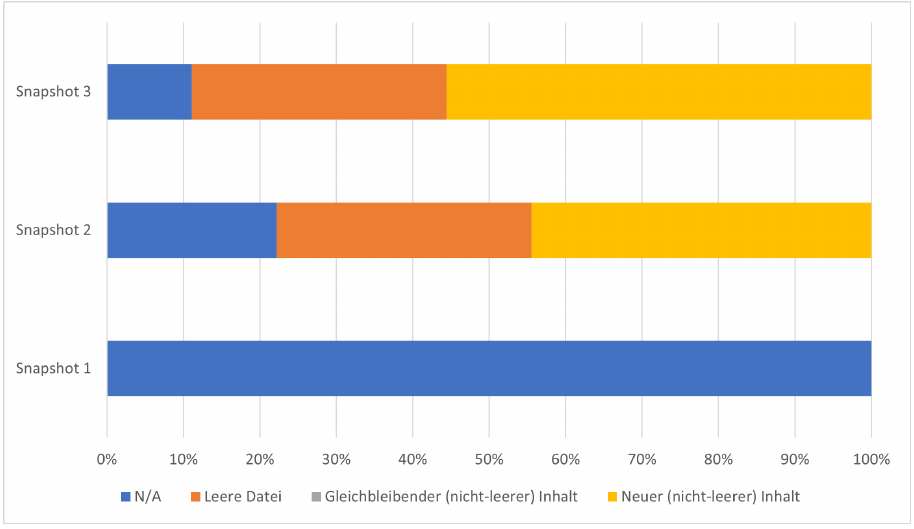 Snapshot 3
Snapshot 2
Snapshot 1
0% 10% 20% 30% 40% 50% 60% 70% 80% 90% 100%
N/A Leere Datei Gleichbleibender (nicht-leerer) Inhalt Neuer (nicht-leerer) Inhalt